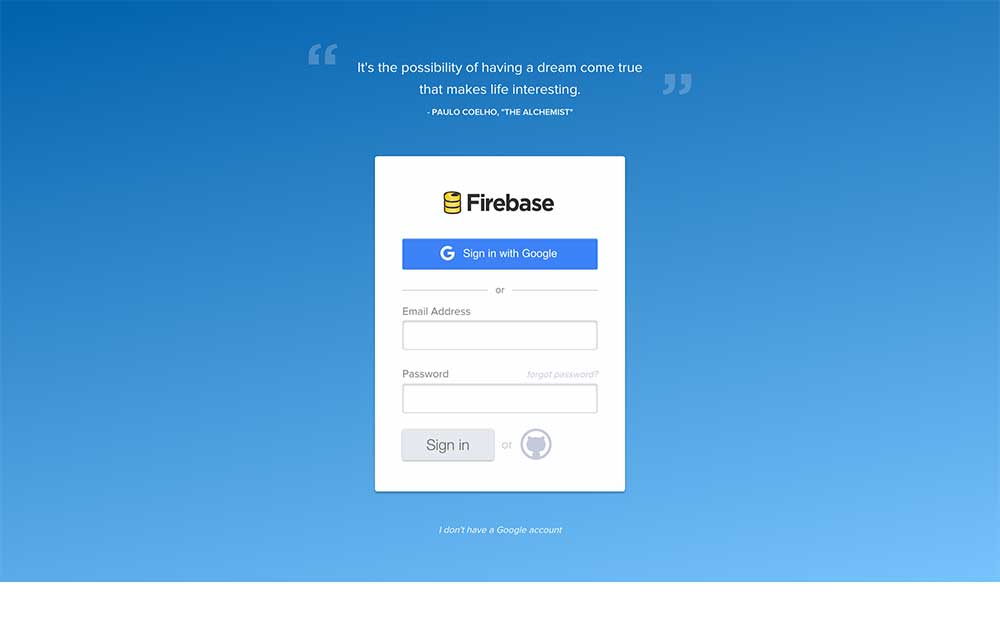 “
It's the possibility of having a dream come true
that makes life interesting.
”
- PAULO COELHO, "THE ALCHEMIST"
Firebase
G Sign in with Google
or
Email Address
Password forgot password?
Sign in or
I don't have a Google account